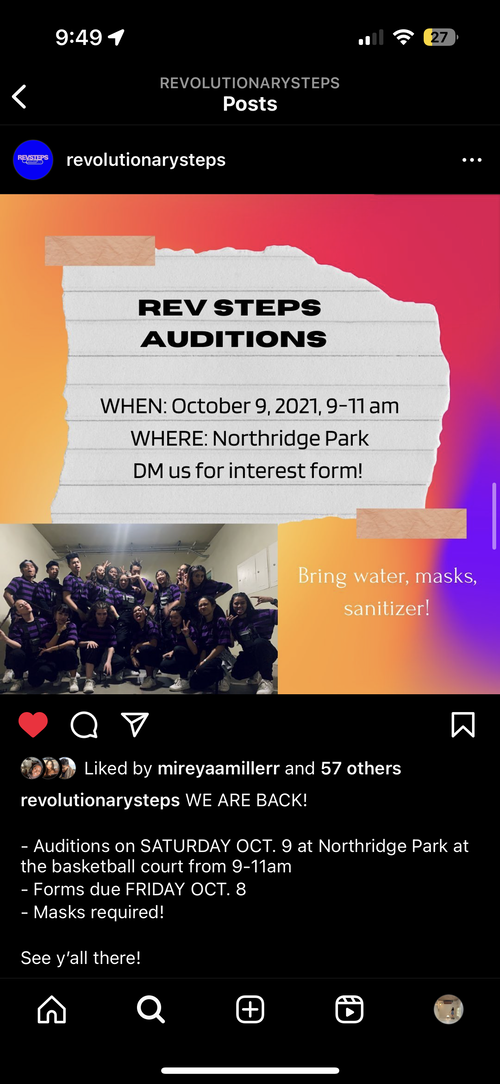 9:49
27
REVOLUTIONARYSTEPS
Posts
REVSTEPS
revolutionarysteps
REV STEPS
AUDITIONS
WHEN: October 9, 2021, 9-11 am
WHERE: Northridge Park
DM us for interest form!
Bring water, masks,
sanitizer!
Liked by mireyaamillerr and 57 others
revolutionarysteps WE ARE BACK!
- Auditions on SATURDAY OCT. 9 at Northridge Park at
the basketball court from 9-11am
- Forms due FRIDAY OCT. 8
- Masks required!
See y’all there!